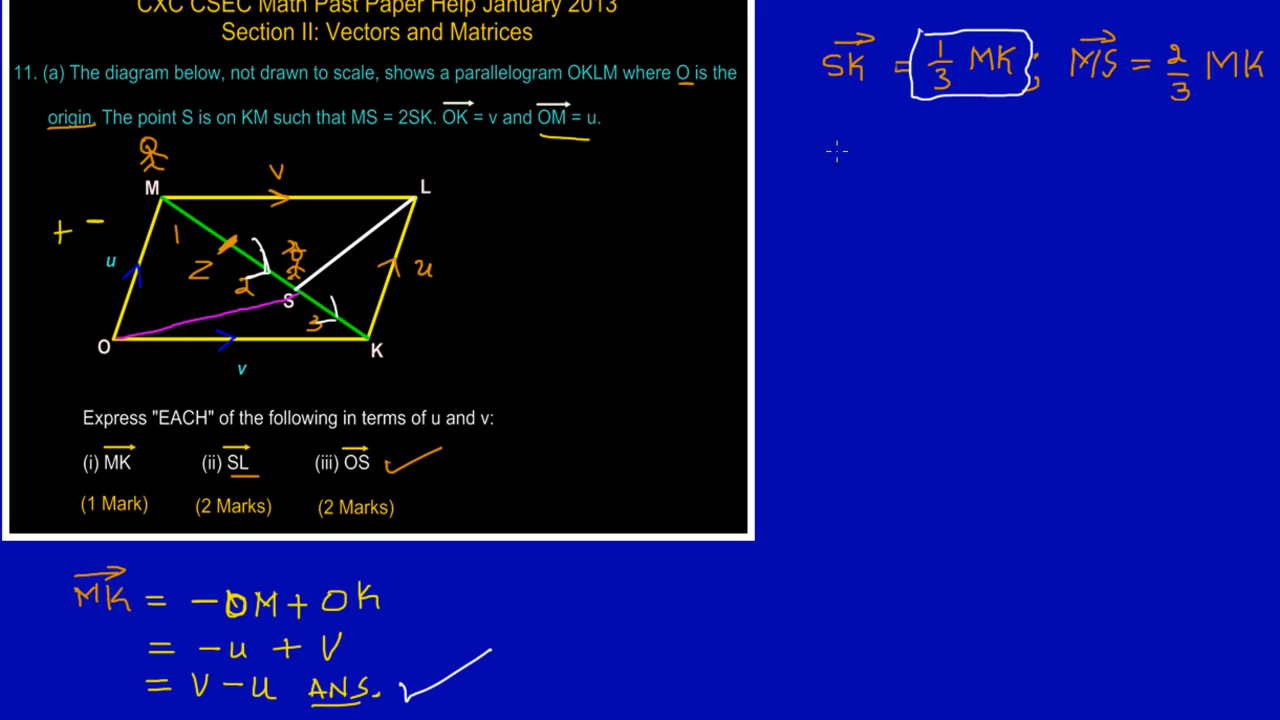 CXC CSEC Math Past Paper Help January 2013
Section II: Vectors and Matrices
11. (a) The diagram below, not drawn to scale, shows a parallelogram OKLM where O is the
origin. The point S is on KM such that MS = 2SK. OK = v and OM = u.
M
v
L
+ -
1
u
2
2
S
3
u
O
K
v
Express "EACH" of the following in terms of u and v:
(i) MK (ii) SL (iii) OS
(1 Mark) (2 Marks) (2 Marks)
MK = -OM + OK
= -u + v
= v - u ANS.
SK = 1/3 MK ; MS = 2/3 MK